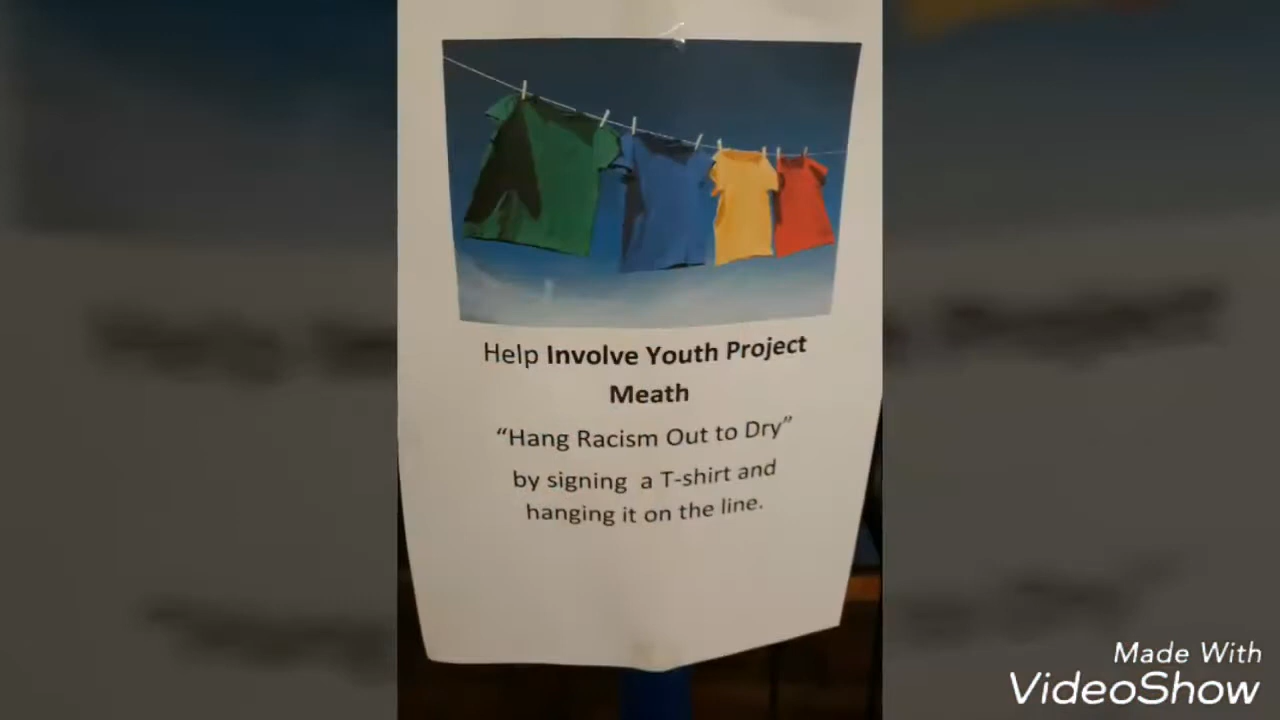 Help Involve Youth Project
Meath
“Hang Racism Out to Dry”
by signing a T-shirt and
hanging it on the line.
Made With
VideoShow